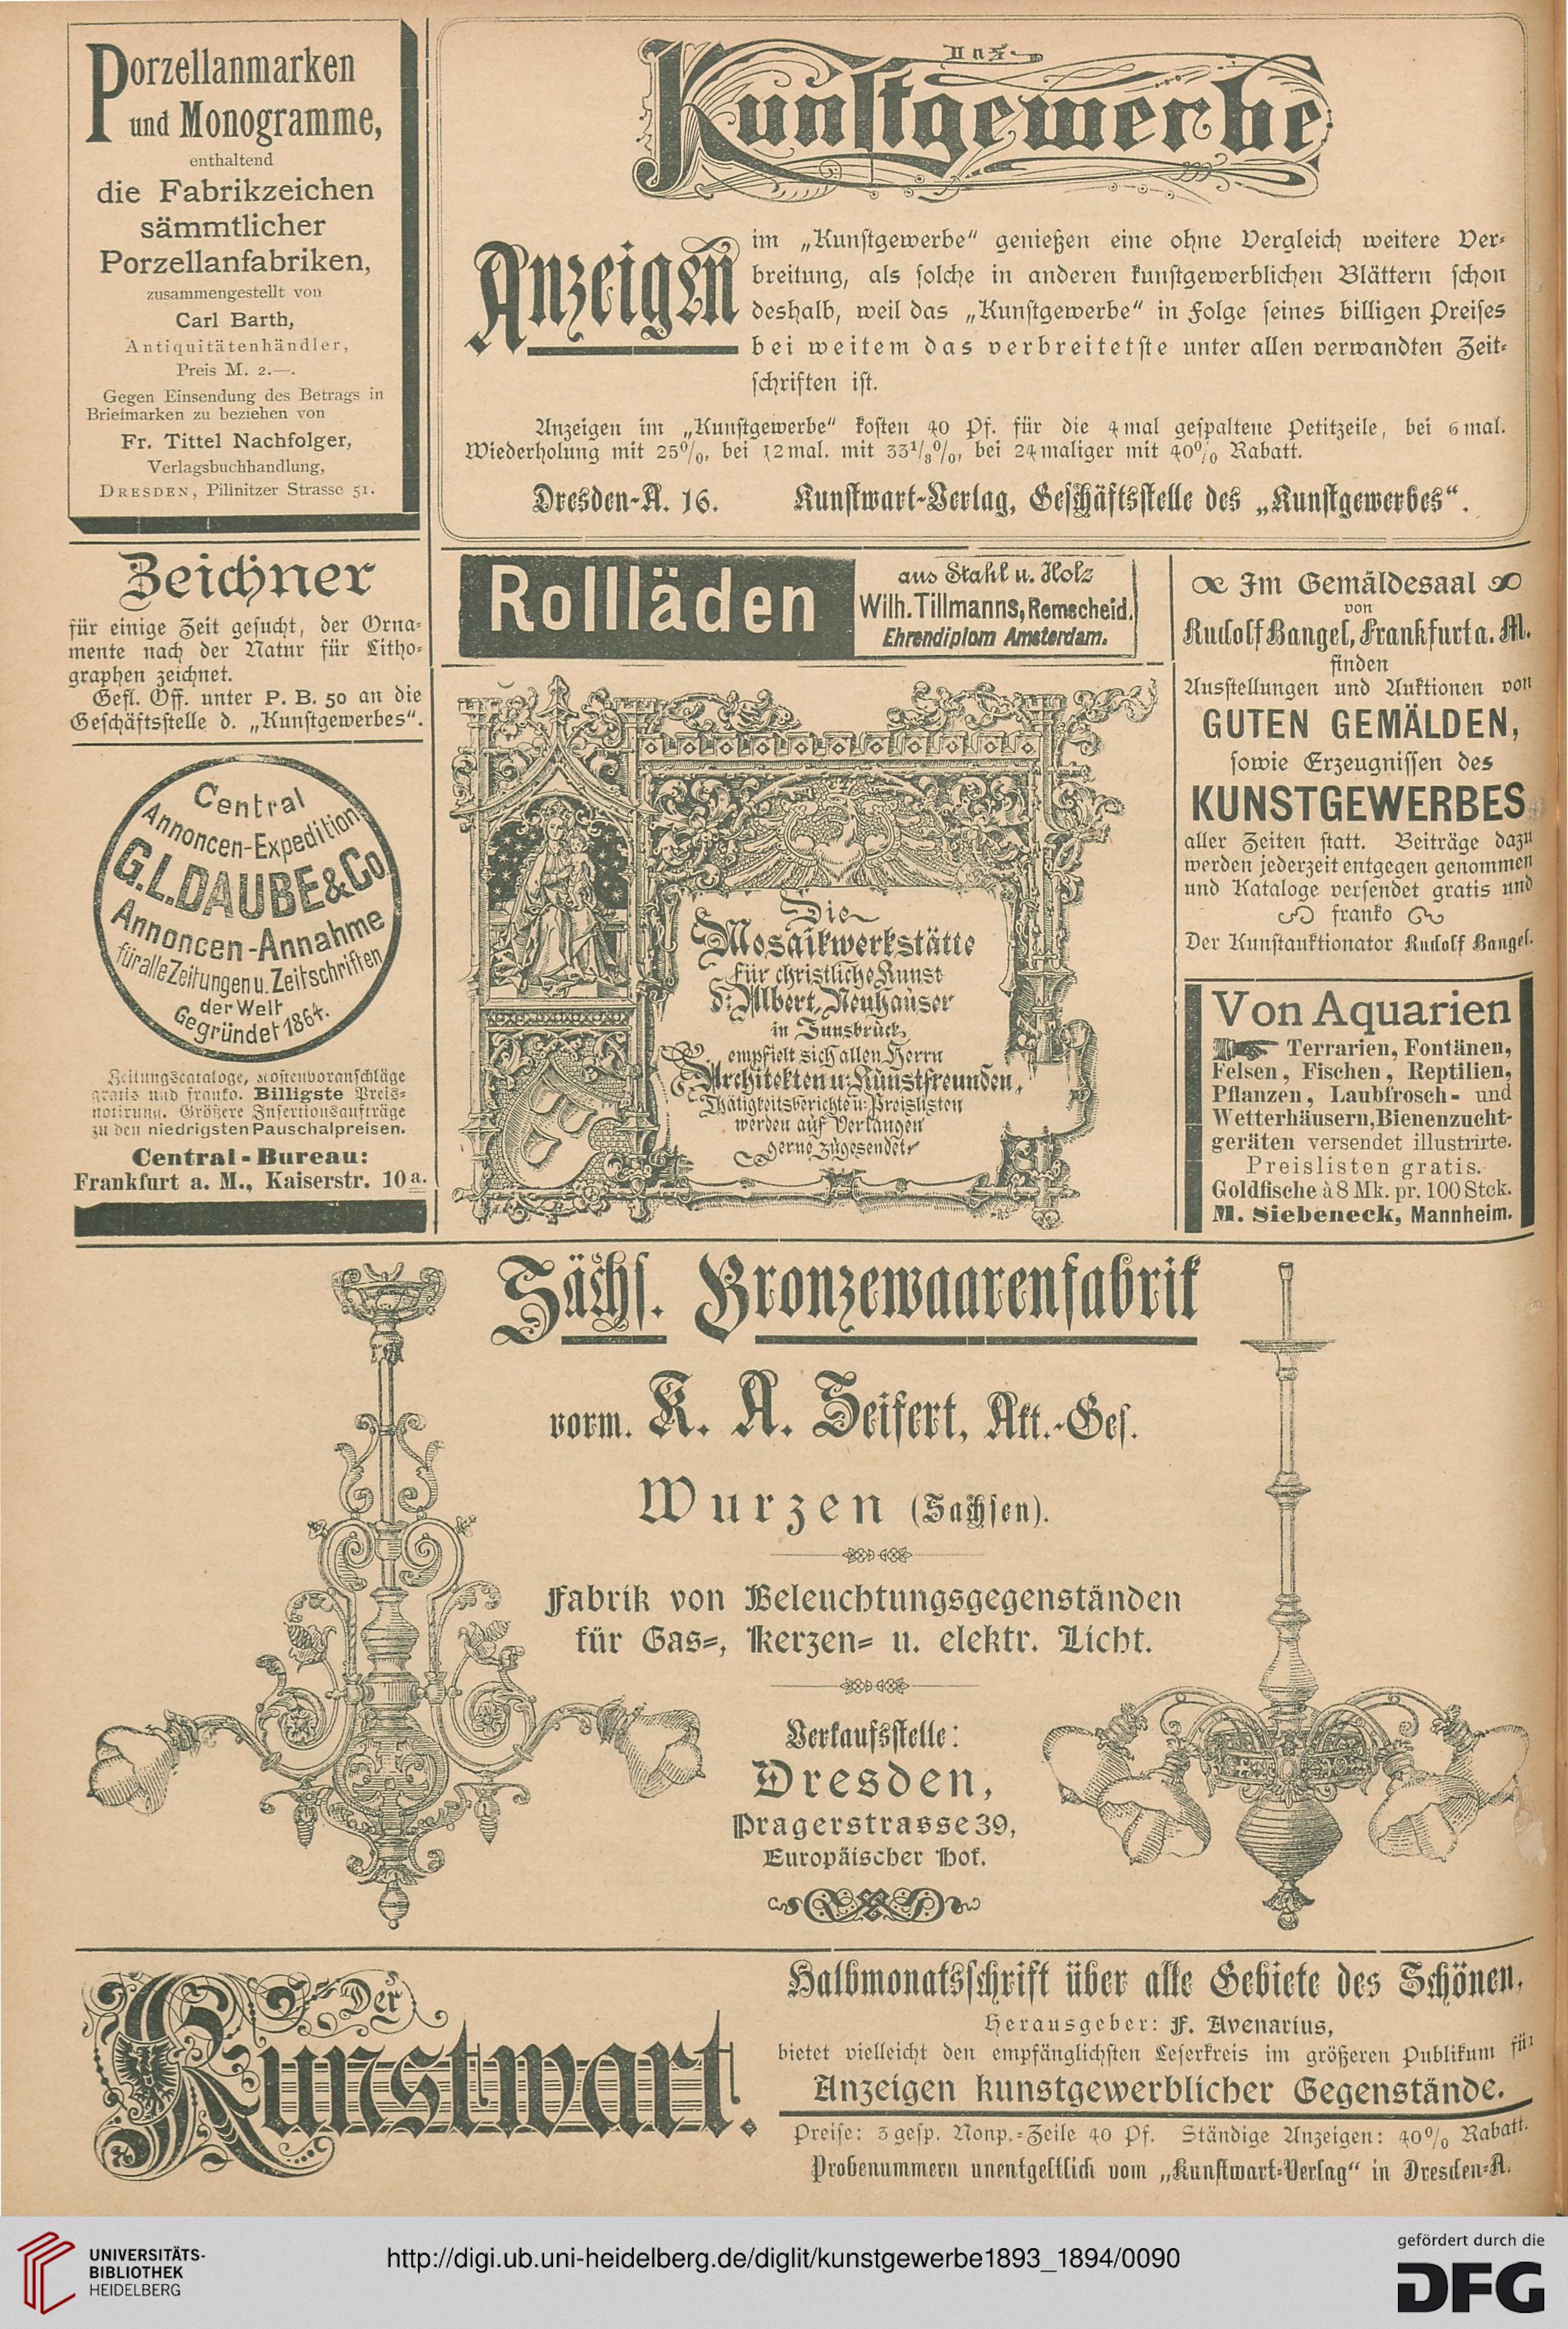 Porzellanmarken
und Monogramme,
enthaltend
die Fabrikzeichen
sämmtlicher
Porzellanfabriken,
zusammengestellt von
Carl Barth,
Antiquitätenhändler,
Preis M. 2.—.
Gegen Einsendung des Betrags in
Briefmarken zu beziehen von
Fr. Tittel Nachfolger,
Verlagsbuchhandlung,
DRESDEN, Pillnitzer Strasse 51.
Das
Kunstgewerbe
Anzeigen
im „Kunstgewerbe“ genießen eine ohne Vergleich weitere Ver-
breitung, als solche in anderen kunstgewerblichen Blättern schon
deshalb, weil das „Kunstgewerbe“ in Folge seines billigen Preises
bei weitem das verbreitetste unter allen verwandten Zeit-
schriften ist.
Anzeigen im „Kunstgewerbe“ kosten 40 Pf. für die 4mal gespaltene Petitzeile, bei 6mal.
Wiederholung mit 25%, bei 12mal. mit 33⅓%, bei 24maliger mit 40% Rabatt.
Dresden-A. 16. Kunstwart-Verlag, Geschäftsstelle des „Kunstgewerbes“.
Zeichner
für einige Zeit gesucht, der Orna-
mente nach der Natur für Litho-
graphen zeichnet.
Gefl. Off. unter P. B. 50 an die
Geschäftsstelle d. „Kunstgewerbes“.
Central
Annoncen-Expedition
G.L.DAUBE&Co.
Annoncen-Annahme
für alle Zeitungen u. Zeitschriften
der Welt
Gegründet 1864.
Zeitungscataloge, Kostenvoranschläge
gratis und franko. Billigste Preis-
notirung. Größere Insertionsaufträge
zu den niedrigsten Pauschalpreisen.
Central-Bureau:
Frankfurt a. M., Kaiserstr. 10a.
Rollläden
aus Stahl u. Holz
Wilh. Tillmanns, Remscheid.
Ehrendiplom Amsterdam.
Die
Mosaikwerkstätte
für christliche Kunst
d: Albert Neuhauser
in Innsbruck
empfielt sich allen Herrn
Architekten u: Kunstfreunden,
Thätigkeitsberichte u: Preislisten
werden auf Verlangen
gerne zugesendet
Im Gemäldesaal
von
Rudolf Bangel, Frankfurt a. M.
finden
Ausstellungen und Auktionen von
GUTEN GEMÄLDEN,
sowie Erzeugnissen des
KUNSTGEWERBES
aller Zeiten statt. Beiträge dazu
werden jederzeit entgegen genommen
und Kataloge versendet gratis und
franko
Der Kunstauktionator Rudolf Bangel.
Von Aquarien
Terrarien, Fontänen,
Felsen, Fischen, Reptilien,
Pflanzen, Laubfrosch- und
Wetterhäusern, Bienenzucht-
geräten versendet illustrirte.
Preislisten gratis.
Goldfische à 8 Mk. pr. 100 Stck.
M. Siebeneck, Mannheim.
Sächs. Bronzewaarenfabrik
vorm. K. A. Seifert, Akt.-Ges.
Wurzen (Sachsen).
Fabrik von Beleuchtungsgegenständen
für Gas-, Kerzen- u. elektr. Licht.
Verkaufsstelle:
Dresden,
Pragerstrasse 39,
Europäischer Hof.
Der
Kunstwart.
Halbmonatsschrift über alle Gebiete des Schönen.
Herausgeber: F. Avenarius,
bietet vielleicht den empfänglichsten Leserkreis im größeren Publikum für
Anzeigen kunstgewerblicher Gegenstände.
Preise: 3 gesp. Nonp.-Zeile 40 Pf. Ständige Anzeigen: 40% Rabatt.
Probenummern unentgeltlich vom „Kunstwart-Verlag“ in Dresden-A.
UNIVERSITÄTS-
BIBLIOTHEK
HEIDELBERG
http://digi.ub.uni-heidelberg.de/diglit/kunstgewerbe1893_1894/0090
gefördert durch die
DFG